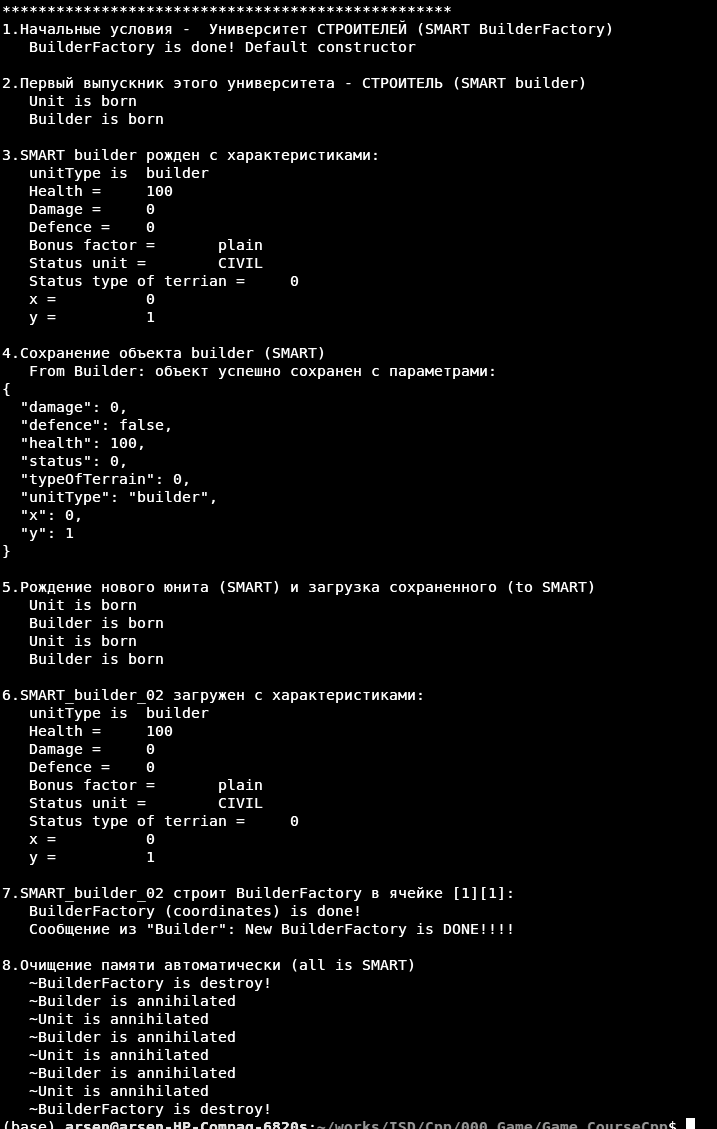 **************************************************
1.Начальные условия -  Университет СТРОИТЕЛЕЙ (SMART BuilderFactory)
   BuilderFactory is done! Default constructor

2.Первый выпускник этого университета - СТРОИТЕЛЬ (SMART builder)
   Unit is born
   Builder is born

3.SMART builder рожден с характеристиками:
   unitType is  builder
   Health =     100
   Damage =     0
   Defence =    0
   Bonus factor =       plain
   Status unit =        CIVIL
   Status type of terrian =     0
   x =          0
   y =          1

4.Сохранение объекта builder (SMART)
   From Builder: объект успешно сохранен с параметрами:
{
  "damage": 0,
  "defence": false,
  "health": 100,
  "status": 0,
  "typeOfTerrain": 0,
  "unitType": "builder",
  "x": 0,
  "y": 1
}

5.Рождение нового юнита (SMART) и загрузка сохраненного (to SMART)
   Unit is born
   Builder is born
   Unit is born
   Builder is born

6.SMART_builder_02 загружен с характеристиками:
   unitType is  builder
   Health =     100
   Damage =     0
   Defence =    0
   Bonus factor =       plain
   Status unit =        CIVIL
   Status type of terrian =     0
   x =          0
   y =          1

7.SMART_builder_02 строит BuilderFactory в ячейке [1][1]:
   BuilderFactory (coordinates) is done!
   Сообщение из "Builder": New BuilderFactory is DONE!!!!

8.Очищение памяти автоматически (all is SMART)
   ~BuilderFactory is destroy!
   ~Builder is annihilated
   ~Unit is annihilated
   ~Builder is annihilated
   ~Unit is annihilated
   ~Builder is annihilated
   ~Unit is annihilated
   ~BuilderFactory is destroy!
(base) arsen@arsen-HP-Compaq-6820s:~/works/ISD/Cpp/000_Game/Game_CourseCpp$